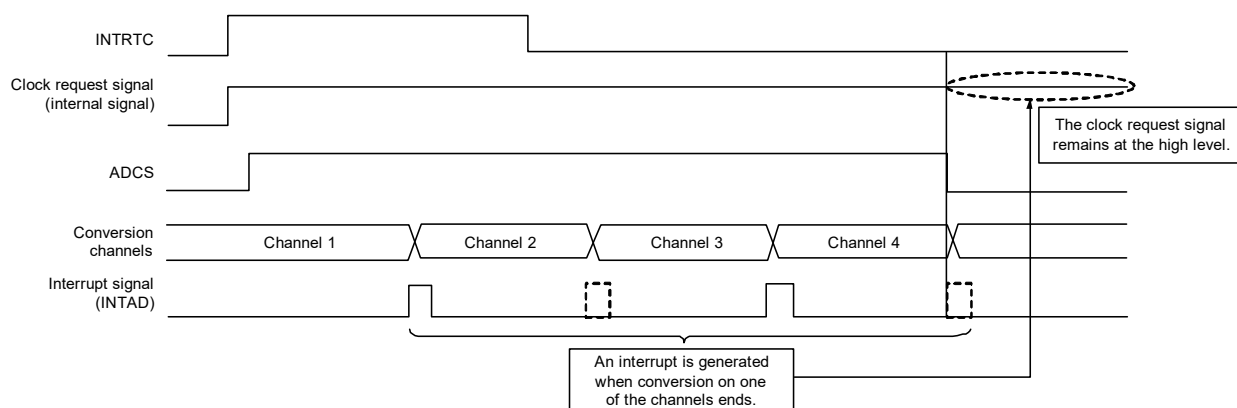 INTRTC
Clock request signal
(internal signal)
The clock request signal
remains at the high level.
ADCS
Conversion
channels
Channel 1
Channel 2
Channel 3
Channel 4
Interrupt signal
(INTAD)
An interrupt is generated
when conversion on one
of the channels ends.